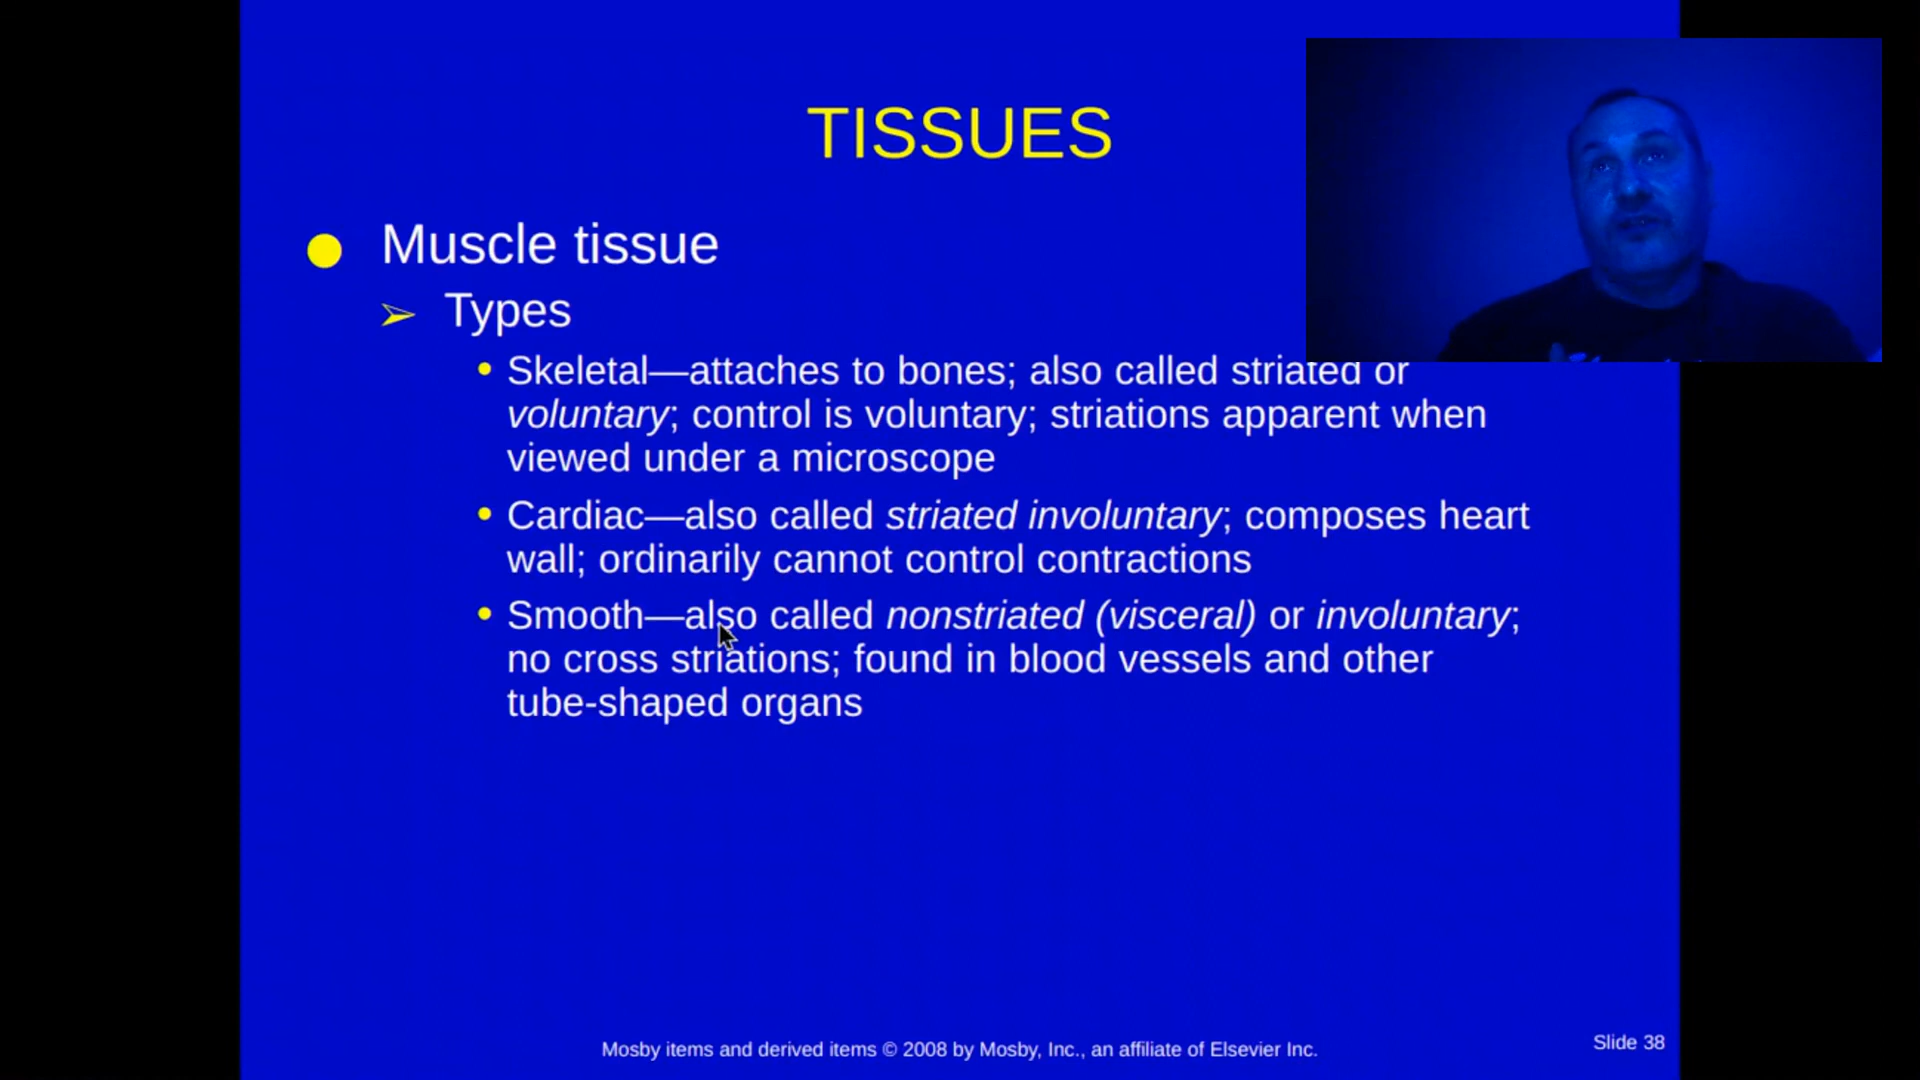 TISSUES
Muscle tissue
Types
Skeletal—attaches to bones; also called striated or
voluntary; control is voluntary; striations apparent when
viewed under a microscope
Cardiac—also called striated involuntary; composes heart
wall; ordinarily cannot control contractions
Smooth—also called nonstriated (visceral) or involuntary;
no cross striations; found in blood vessels and other
tube-shaped organs
Mosby items and derived items © 2008 by Mosby, Inc., an affiliate of Elsevier Inc.
Slide 38